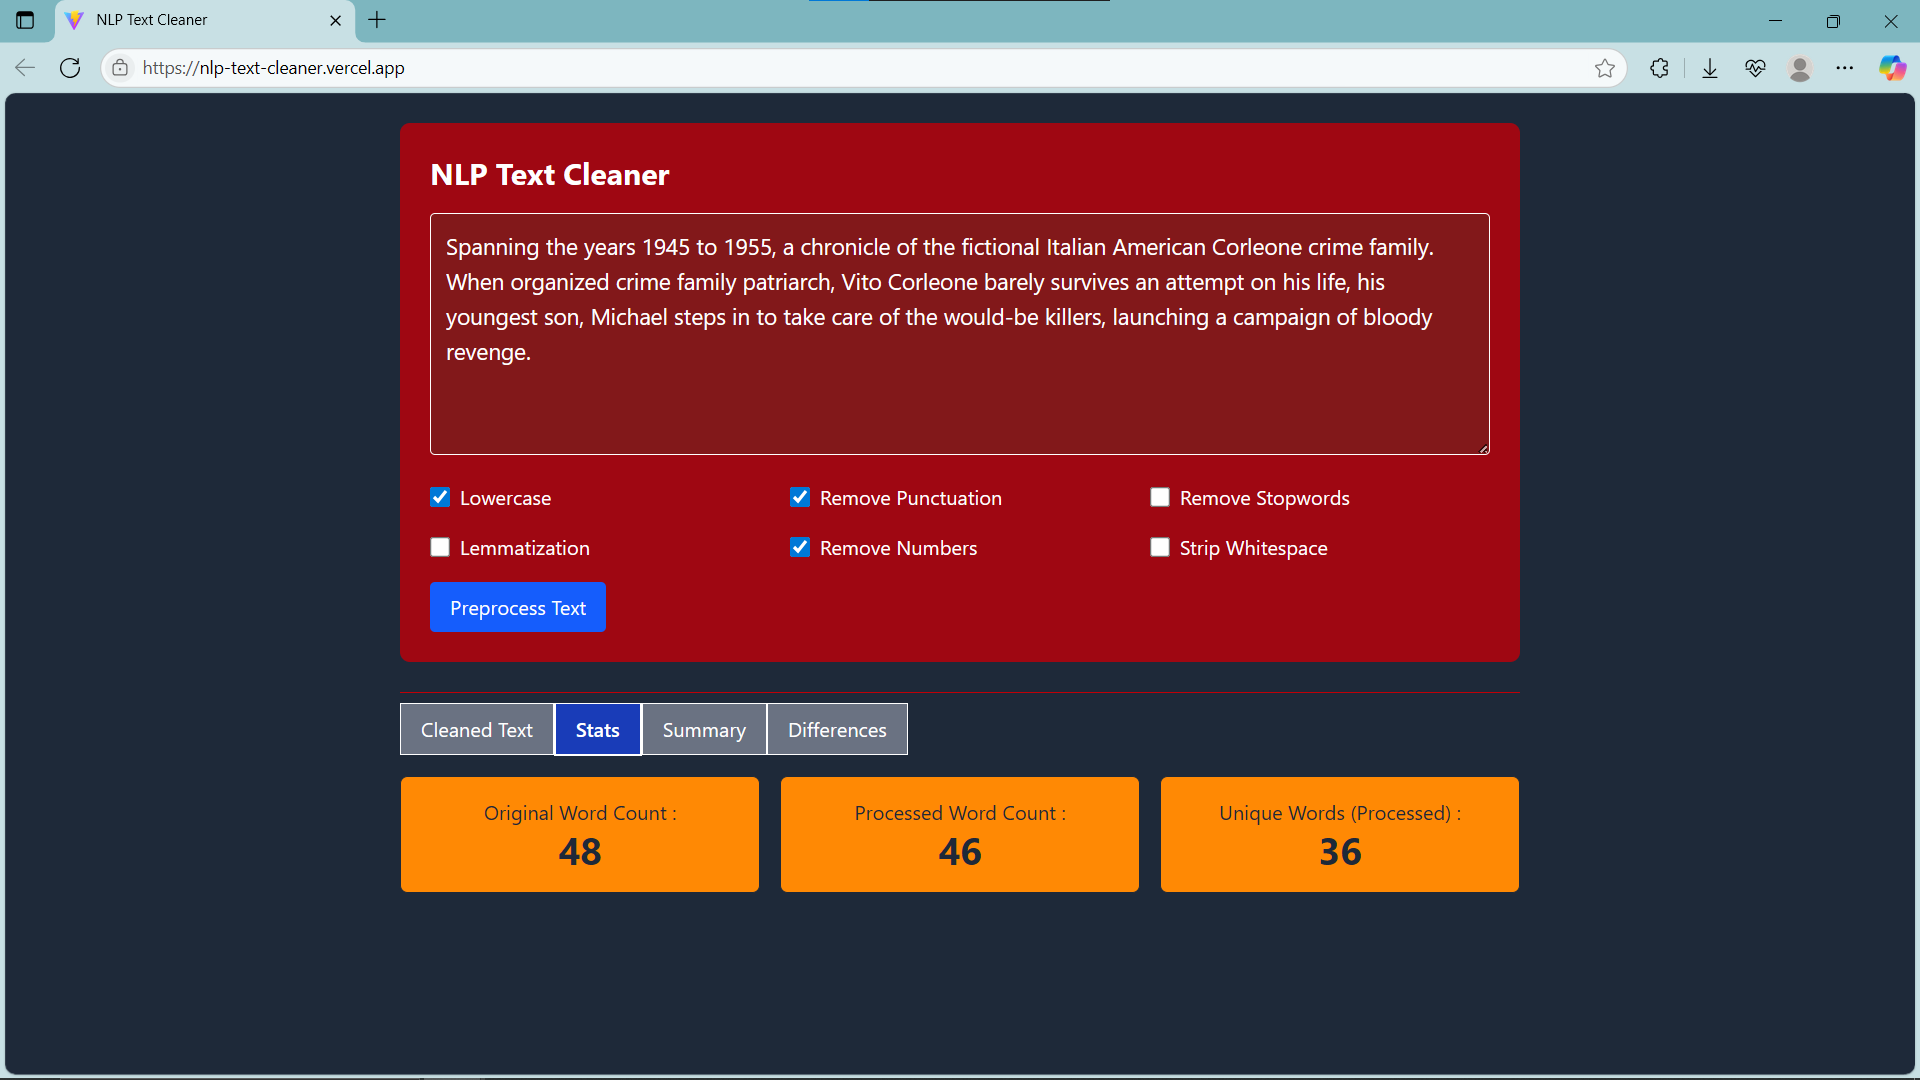 NLP Text Cleaner
https://nlp-text-cleaner.vercel.app
NLP Text Cleaner
Spanning the years 1945 to 1955, a chronicle of the fictional Italian American Corleone crime family.
When organized crime family patriarch, Vito Corleone barely survives an attempt on his life, his
youngest son, Michael steps in to take care of the would-be killers, launching a campaign of bloody
revenge.
Lowercase Remove Punctuation Remove Stopwords
Lemmatization Remove Numbers Strip Whitespace
Preprocess Text
Cleaned Text Stats Summary Differences
Original Word Count : Processed Word Count : Unique Words (Processed) :
48 46 36